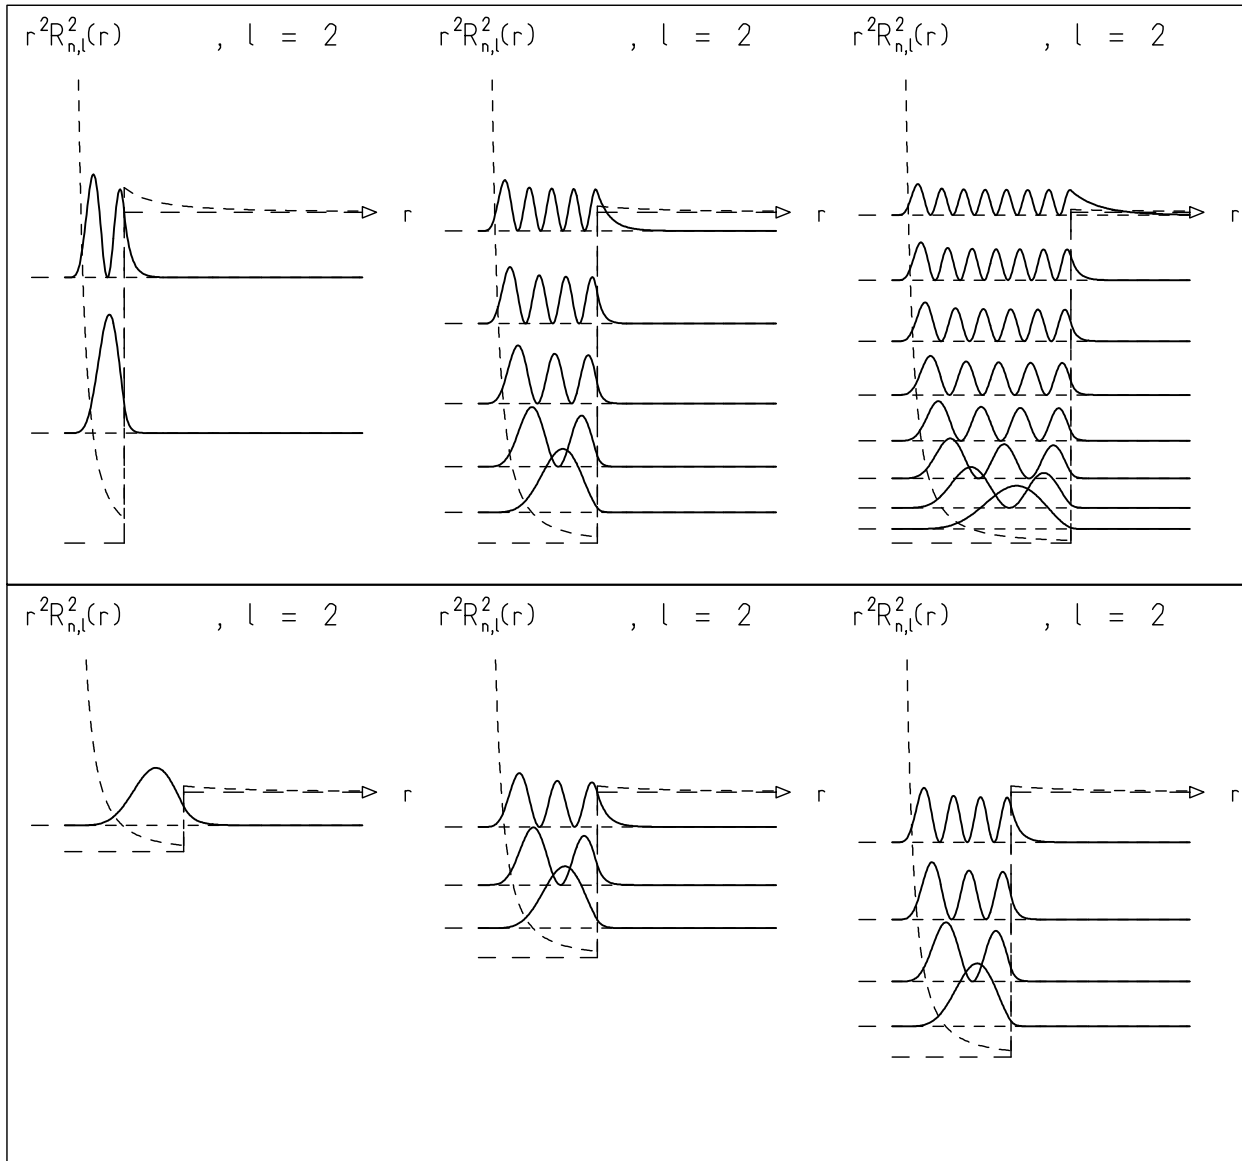 r²R²ₙ,ₗ(r) , l = 2 r²R²ₙ,ₗ(r) , l = 2 r²R²ₙ,ₗ(r) , l = 2
r r r
r²R²ₙ,ₗ(r) , l = 2 r²R²ₙ,ₗ(r) , l = 2 r²R²ₙ,ₗ(r) , l = 2
r r r